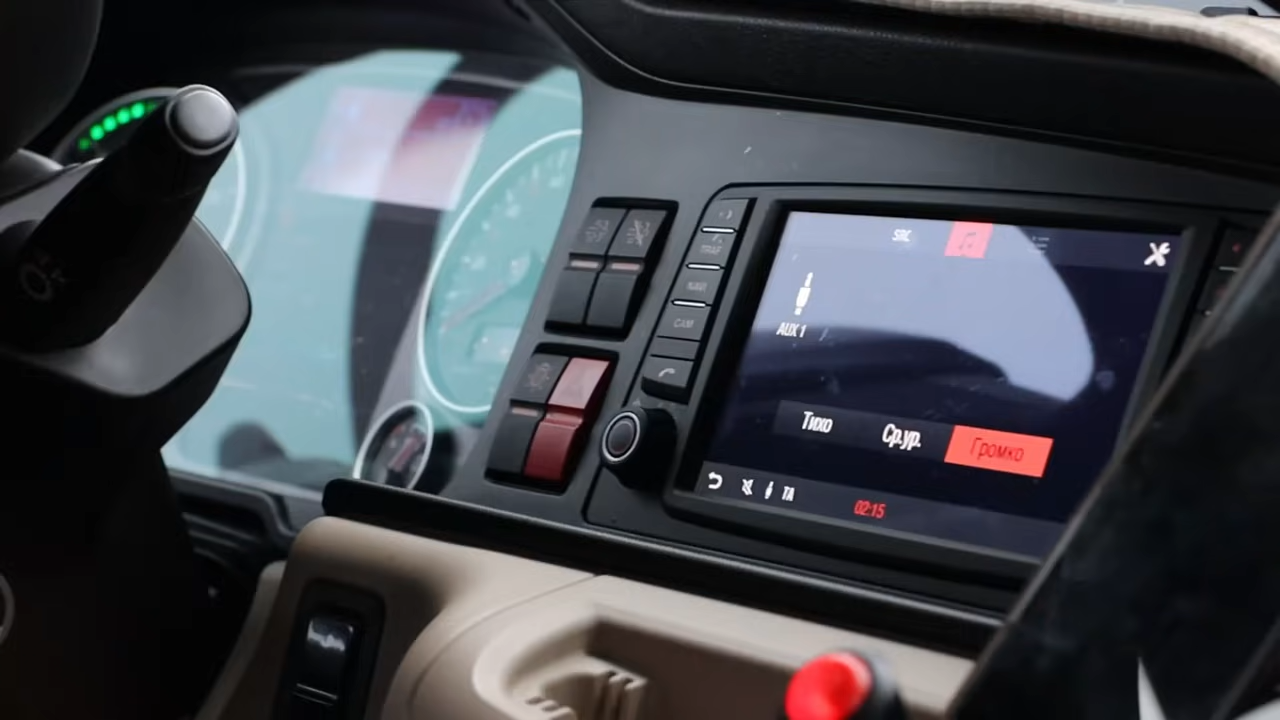 SRC
TRAF
NAVI
CAM
AUX 1
Тихо Ср.ур. Громко
TA
02:15